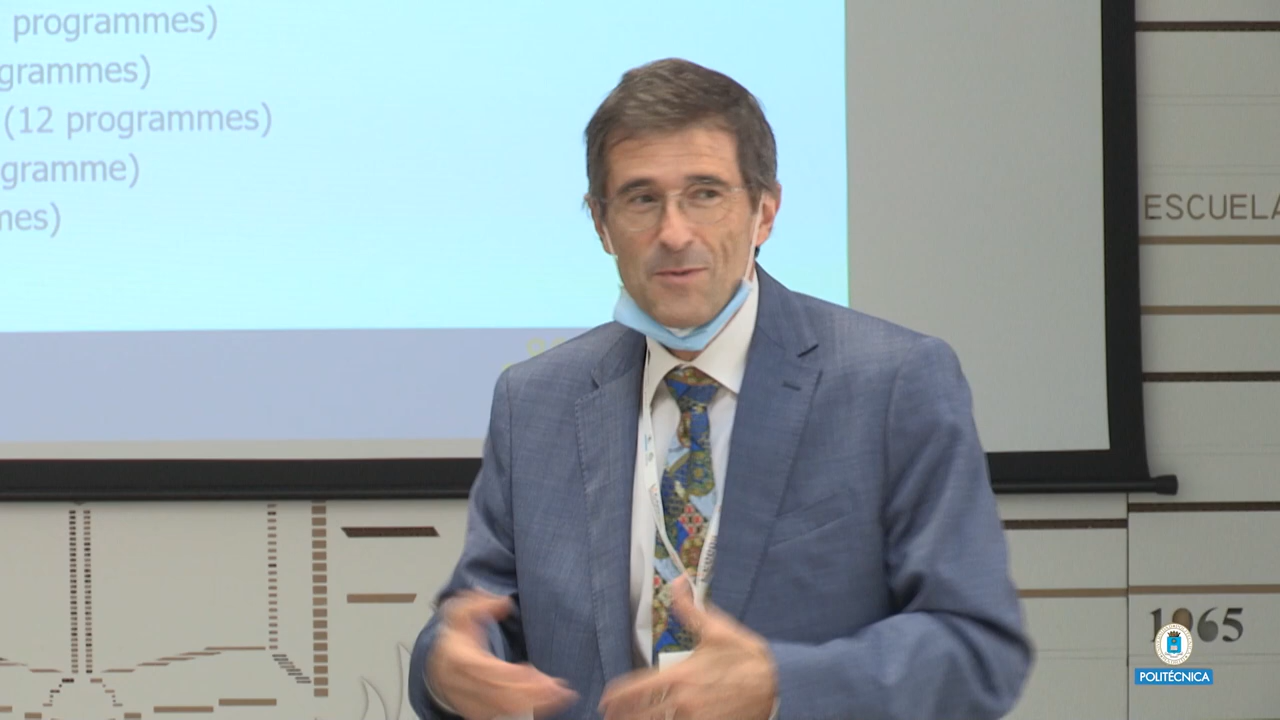 programmes)
grammes)
(12 programmes)
gramme)
mes)
ESCUELA
1965
POLITÉCNICA